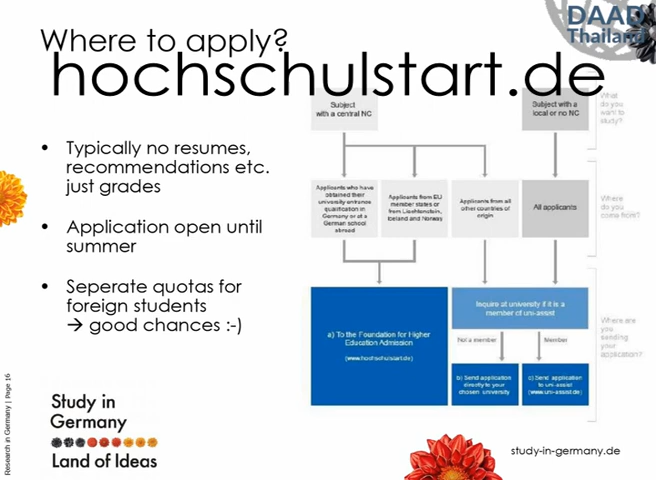 DAAD
Thailand
Where to apply?
hochschulstart.de
• Typically no resumes,
recommendations etc.
just grades
• Application open until
summer
• Seperate quotas for
foreign students
→ good chances :-)
Subject
with a central NC
Subject with a
local or no NC
What
do you
want to
study?
Applicants who have
obtained their
university entrance
qualification in
Germany or at a
German school
abroad
Applicants from EU
member states or
from Liechtenstein,
Iceland and Norway
Applicants from all
other countries of
origin
All applicants
Where
do you
come from?
a) To the Foundation for Higher
Education Admission
(www.hochschulstart.de)
Inquire at university if it is a
member of uni-assist
Not a member
Member
b) Send application
directly to your
chosen university
c) Send application
to uni-assist
(www.uni-assist.de)
Where are
you
sending
your
application?
Study in
Germany
Land of Ideas
study-in-germany.de
Research in Germany | Page 16